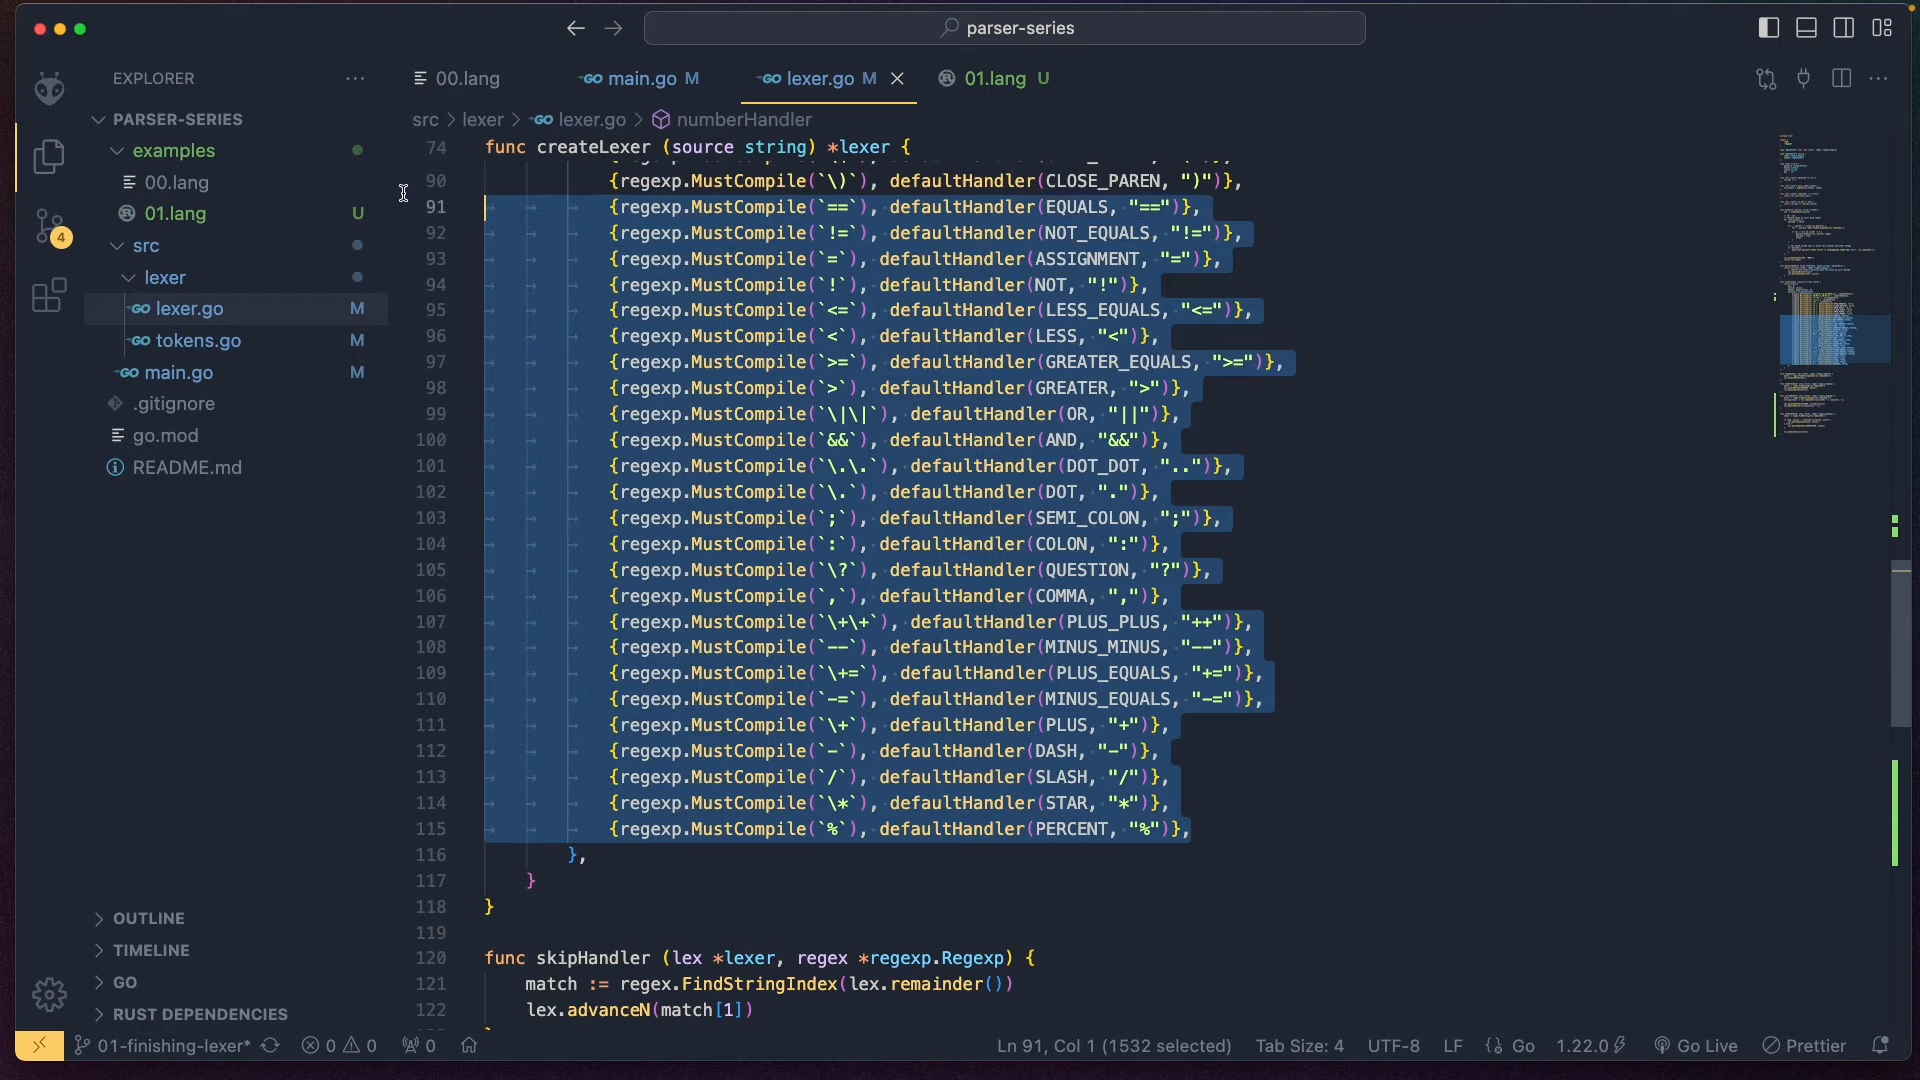 parser-series
EXPLORER
PARSER-SERIES
examples
00.lang
01.lang U
src
lexer
lexer.go M
tokens.go M
main.go M
.gitignore
go.mod
README.md
OUTLINE
TIMELINE
GO
RUST DEPENDENCIES
4
00.lang
GO main.go M
GO lexer.go M
01.lang U
src > lexer > GO lexer.go > numberHandler
74 func createLexer (source string) *lexer {
90 {regexp.MustCompile(`\)`), defaultHandler(CLOSE_PAREN, ")")},
91 {regexp.MustCompile(`==`), defaultHandler(EQUALS, "==")},
92 {regexp.MustCompile(`!=`), defaultHandler(NOT_EQUALS, "!=")},
93 {regexp.MustCompile(`=`), defaultHandler(ASSIGNMENT, "=")},
94 {regexp.MustCompile(`!`), defaultHandler(NOT, "!")},
95 {regexp.MustCompile(`<=`), defaultHandler(LESS_EQUALS, "<=")},
96 {regexp.MustCompile(`<`), defaultHandler(LESS, "<")},
97 {regexp.MustCompile(`>=`), defaultHandler(GREATER_EQUALS, ">=")},
98 {regexp.MustCompile(`>`), defaultHandler(GREATER, ">")},
99 {regexp.MustCompile(`\|\|`), defaultHandler(OR, "||")},
100 {regexp.MustCompile(`&&`), defaultHandler(AND, "&&")},
101 {regexp.MustCompile(`\.\.`), defaultHandler(DOT_DOT, "..")},
102 {regexp.MustCompile(`\.`), defaultHandler(DOT, ".")},
103 {regexp.MustCompile(`;`), defaultHandler(SEMI_COLON, ";")},
104 {regexp.MustCompile(`:`), defaultHandler(COLON, ":")},
105 {regexp.MustCompile(`\?`), defaultHandler(QUESTION, "?")},
106 {regexp.MustCompile(`,`), defaultHandler(COMMA, ",")},
107 {regexp.MustCompile(`\+\+`), defaultHandler(PLUS_PLUS, "++")},
108 {regexp.MustCompile(`--`), defaultHandler(MINUS_MINUS, "--")},
109 {regexp.MustCompile(`\+=`), defaultHandler(PLUS_EQUALS, "+=")},
110 {regexp.MustCompile(`-=`), defaultHandler(MINUS_EQUALS, "-=")},
111 {regexp.MustCompile(`\+`), defaultHandler(PLUS, "+")},
112 {regexp.MustCompile(`-`), defaultHandler(DASH, "-")},
113 {regexp.MustCompile(`/`), defaultHandler(SLASH, "/")},
114 {regexp.MustCompile(`\*`), defaultHandler(STAR, "*")},
115 {regexp.MustCompile(`%`), defaultHandler(PERCENT, "%")},
116 },
117 }
118 }
119
120 func skipHandler (lex *lexer, regex *regexp.Regexp) {
121 match := regex.FindStringIndex(lex.remainder())
122 lex.advanceN(match[1])
01-finishing-lexer* 0 0 0 Ln 91, Col 1 (1532 selected) Tab Size: 4 UTF-8 LF Go 1.22.0 Go Live Prettier